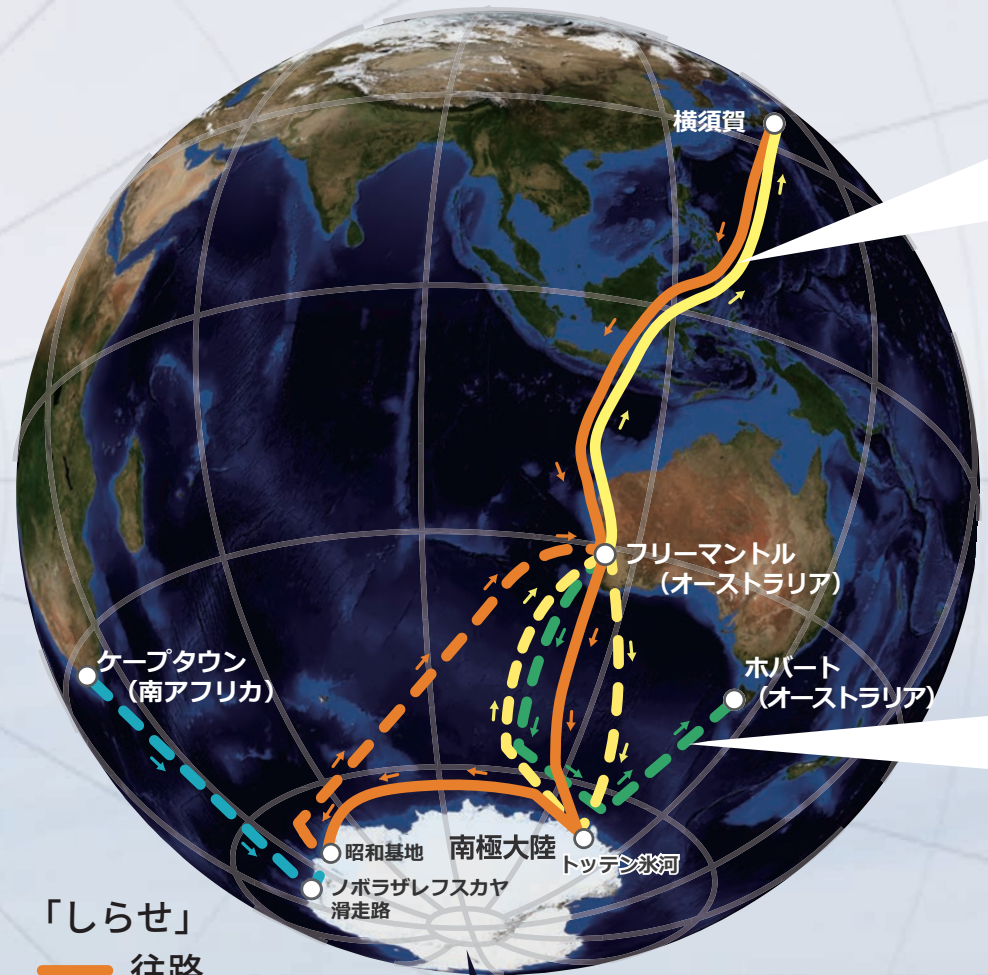 横須賀
フリーマントル
（オーストラリア）
ケープタウン
（南アフリカ）
ホバート
（オーストラリア）
昭和基地
南極大陸
トッテン氷河
ノボラザレフスカヤ
滑走路
「しらせ」
往路